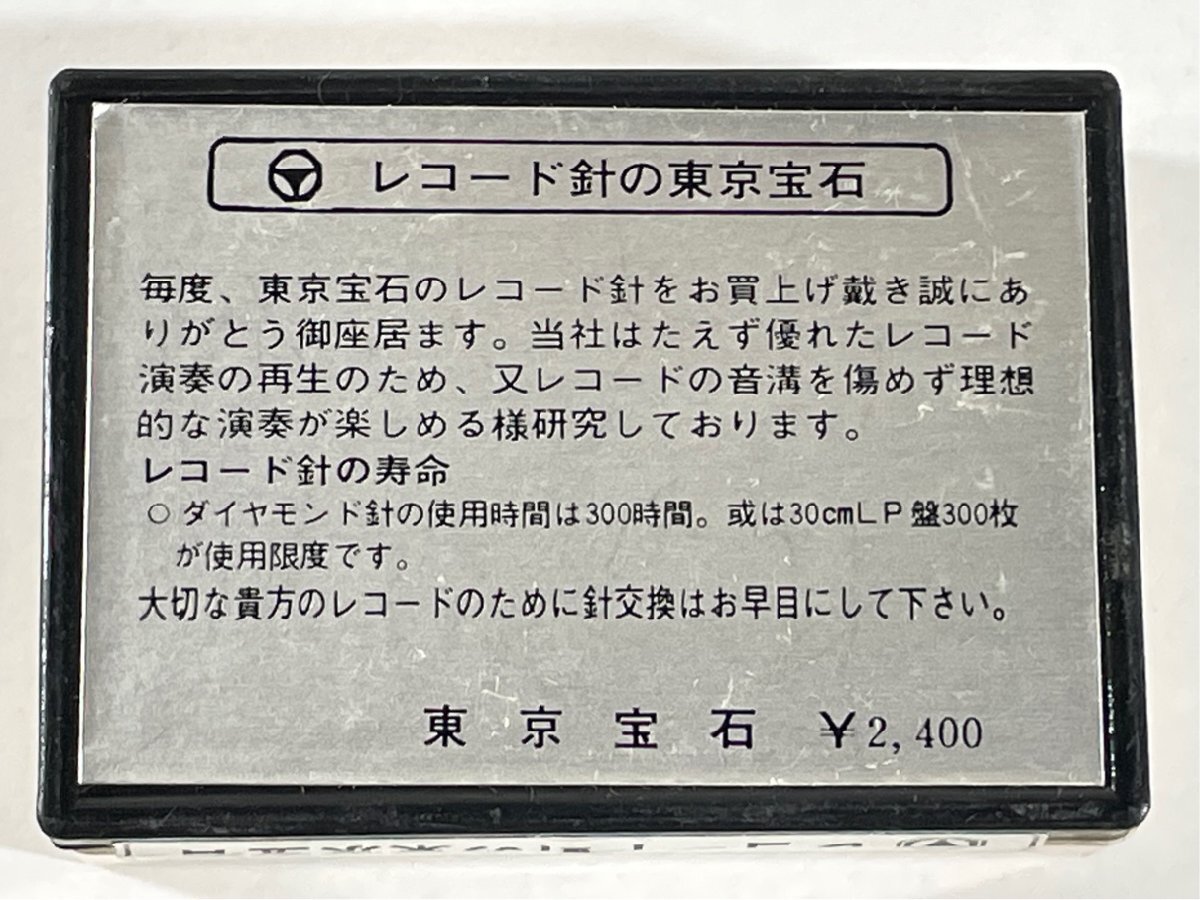 レコード針の東京宝石
毎度、東京宝石のレコード針をお買上げ戴き誠にあ
りがとう御座居ます。当社はたえず優れたレコード
演奏の再生のため、又レコードの音溝を傷めず理想
的な演奏が楽しめる様研究しております。
レコード針の寿命
○ダイヤモンド針の使用時間は300時間。或は30cmLP盤300枚
が使用限度です。
大切な貴方のレコードのために針交換はお早目にして下さい。
東京宝石 ¥2,400